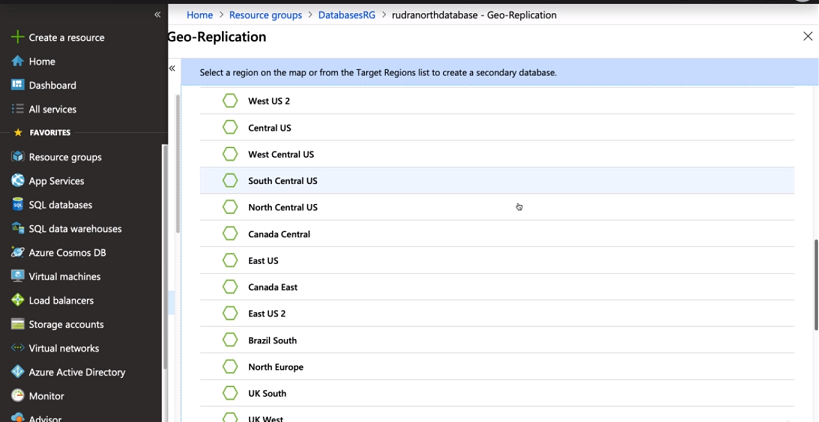 Home > Resource groups > DatabasesRG > rudranorthdatabase - Geo-Replication
Geo-Replication
Select a region on the map or from the Target Regions list to create a secondary database.
Create a resource
Home
Dashboard
All services
FAVORITES
Resource groups
App Services
SQL databases
SQL data warehouses
Azure Cosmos DB
Virtual machines
Load balancers
Storage accounts
Virtual networks
Azure Active Directory
Monitor
Advisor
West US 2
Central US
West Central US
South Central US
North Central US
Canada Central
East US
Canada East
East US 2
Brazil South
North Europe
UK South
UK West